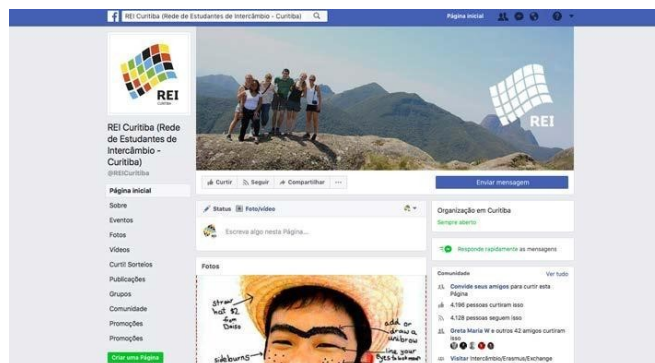 REI Curitiba (Rede de Estudantes de Intercâmbio - Curitiba)
Página inicial
REI
CURITIBA
REI
REI Curitiba (Rede
de Estudantes de
Intercâmbio -
Curitiba)
@REICuritiba
Página inicial
Sobre
Eventos
Fotos
Vídeos
Curti! Sorteios
Publicações
Grupos
Comunidade
Promoções
Promoções
Criar uma Página
Curtir
Seguir
Compartilhar
Enviar mensagem
Status
Foto/vídeo
Escreva algo nesta Página...
Fotos
straw
hat $2
from
Daiso
add or
draw a
unibrow
sideburns
Organização em Curitiba
Sempre aberto
Responde rapidamente às mensagens
Comunidade
Ver tudo
Convide seus amigos para curtir esta
Página
4.196 pessoas curtiram isso
4.128 pessoas seguem isso
Greta Maria W e outros 42 amigos curtiram
isso
Visitar Intercâmbio/Erasmus/Exchange